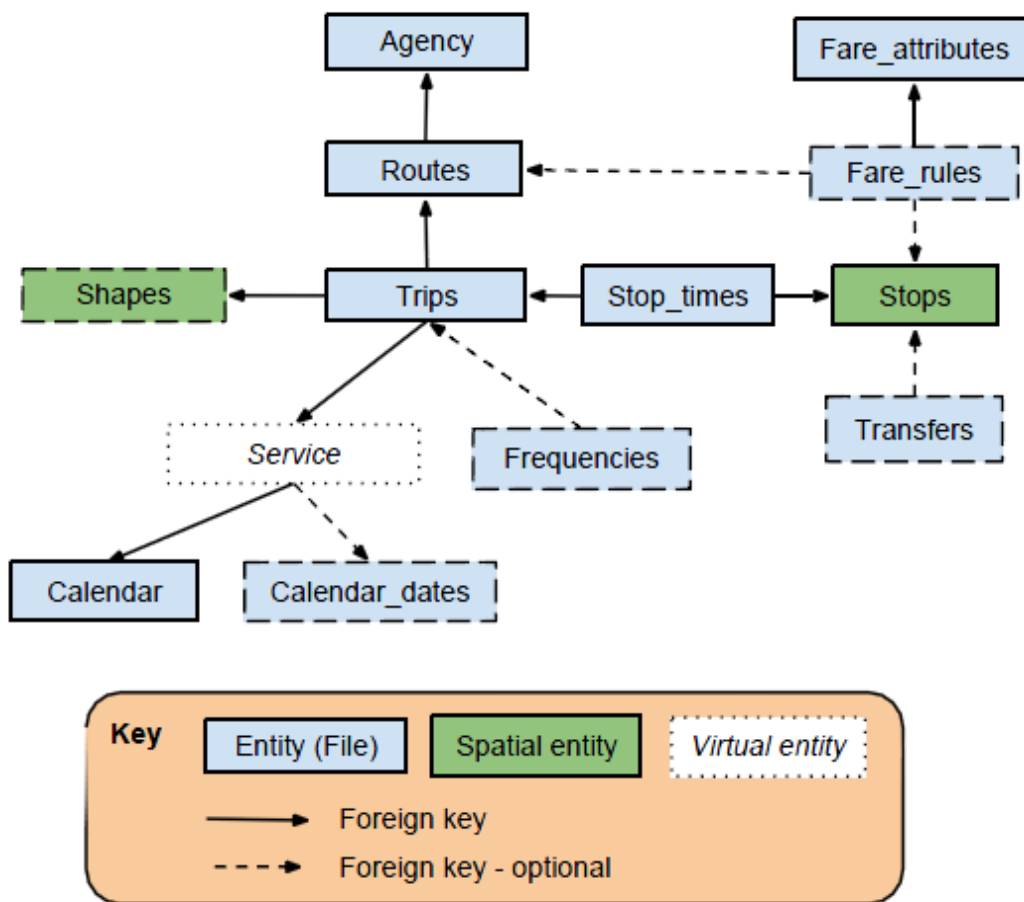 Agency
Fare_attributes
Routes
Fare_rules
Shapes
Trips
Stop_times
Stops
Service
Frequencies
Transfers
Calendar
Calendar_dates
Key
Entity (File)
Spatial entity
Virtual entity
Foreign key
Foreign key - optional